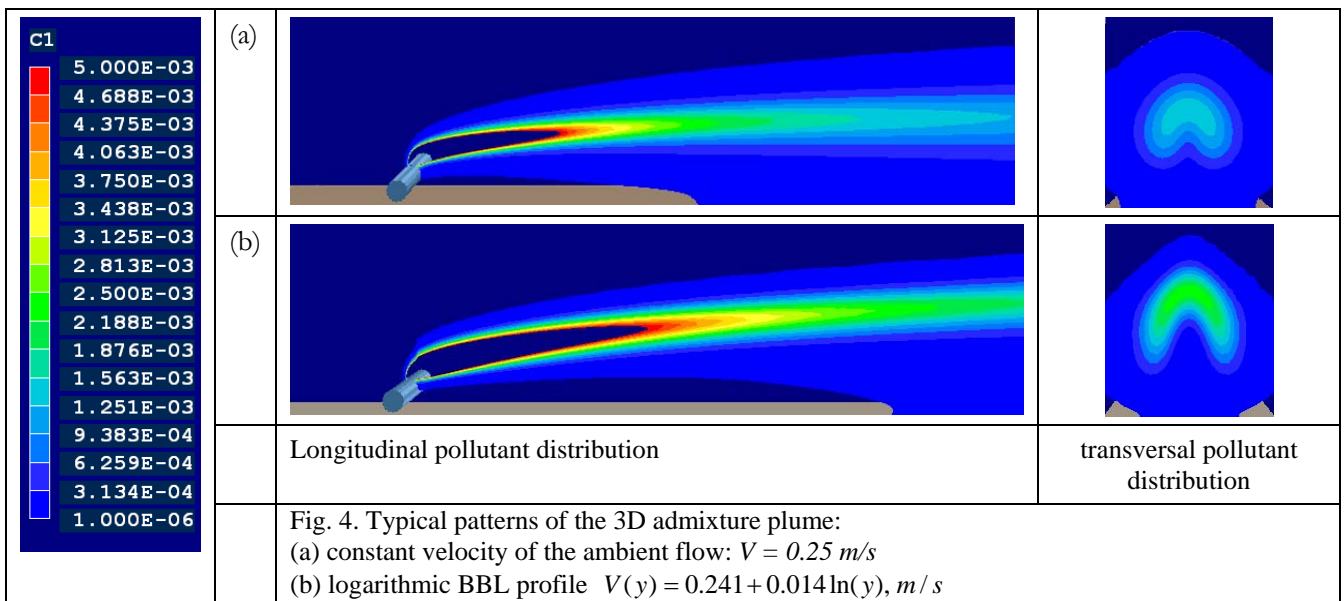 C1
5.000E-03
4.688E-03
4.375E-03
4.063E-03
3.750E-03
3.438E-03
3.125E-03
2.813E-03
2.500E-03
2.188E-03
1.876E-03
1.563E-03
1.251E-03
9.383E-04
6.259E-04
3.134E-04
1.000E-06
(a)
(b)
Longitudinal pollutant distribution
transversal pollutant
distribution
Fig. 4. Typical patterns of the 3D admixture plume:
(a) constant velocity of the ambient flow: V = 0.25 m/s
(b) logarithmic BBL profile V(y) = 0.241 + 0.014 ln(y), m / s